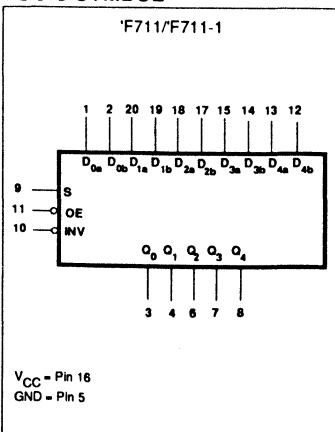 'F711/'F711-1
1 2 20 19 18 17 15 14 13 12
D0a D0b D1a D1b D2a D2b D3a D3b D4a D4b
9 S
11 OE
10 INV
Q0 Q1 Q2 Q3 Q4
3 4 6 7 8
VCC = Pin 16
GND = Pin 5